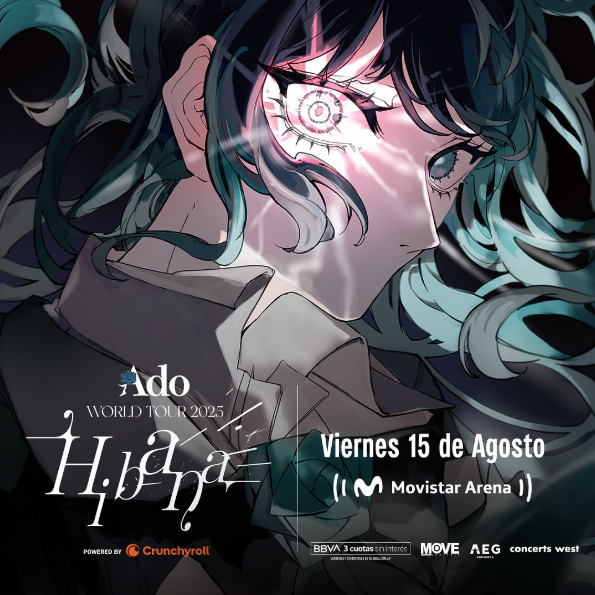 Ado
WORLD TOUR 2025
Hibana
POWERED BY Crunchyroll
Viernes 15 de Agosto
Movistar Arena
BBVA 3 cuotas sin interés
MOVE
AEG
concerts west